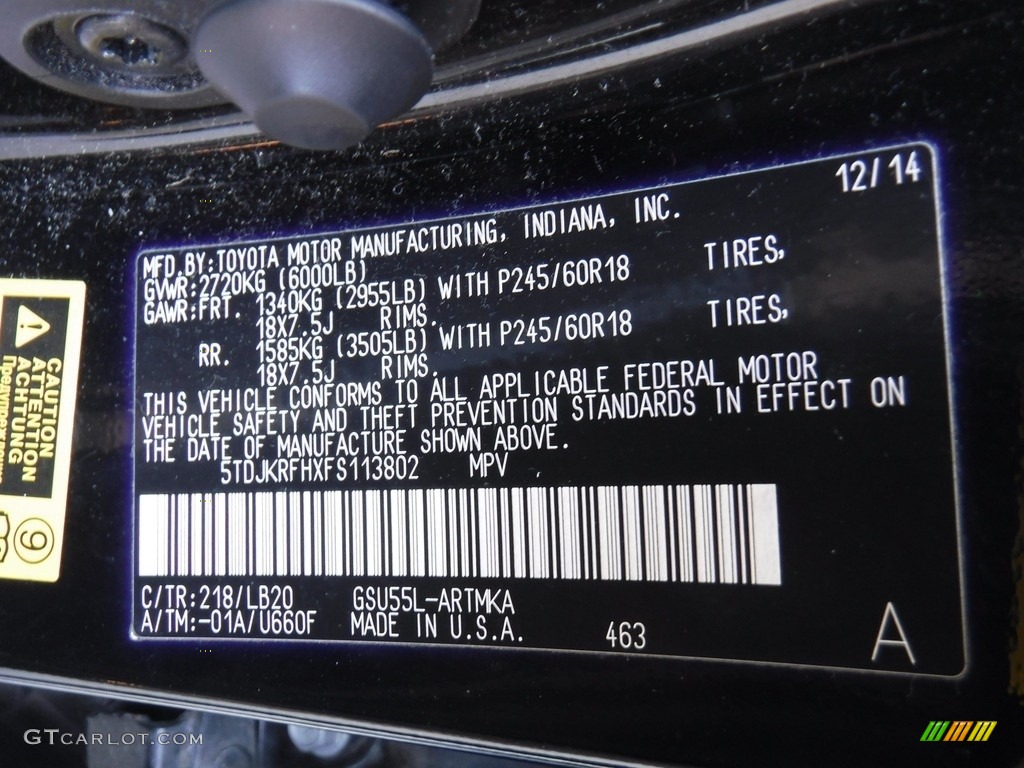 12/14
MFD.BY:TOYOTA MOTOR MANUFACTURING, INDIANA, INC.
GVWR:2720KG (6000LB)
GAWR:FRT. 1340KG (2955LB) WITH P245/60R18 TIRES,
18X7.5J RIMS.
RR. 1585KG (3505LB) WITH P245/60R18 TIRES,
18X7.5J RIMS.
THIS VEHICLE CONFORMS TO ALL APPLICABLE FEDERAL MOTOR
VEHICLE SAFETY AND THEFT PREVENTION STANDARDS IN EFFECT ON
THE DATE OF MANUFACTURE SHOWN ABOVE.
5TDJKRFHXFS113802 MPV
C/TR:218/LB20 GSU55L-ARTMKA
A/TM:-01A/U660F MADE IN U.S.A. 463 A
CAUTION
ATTENTION
ACHTUNG
9
GTCARLOT.COM